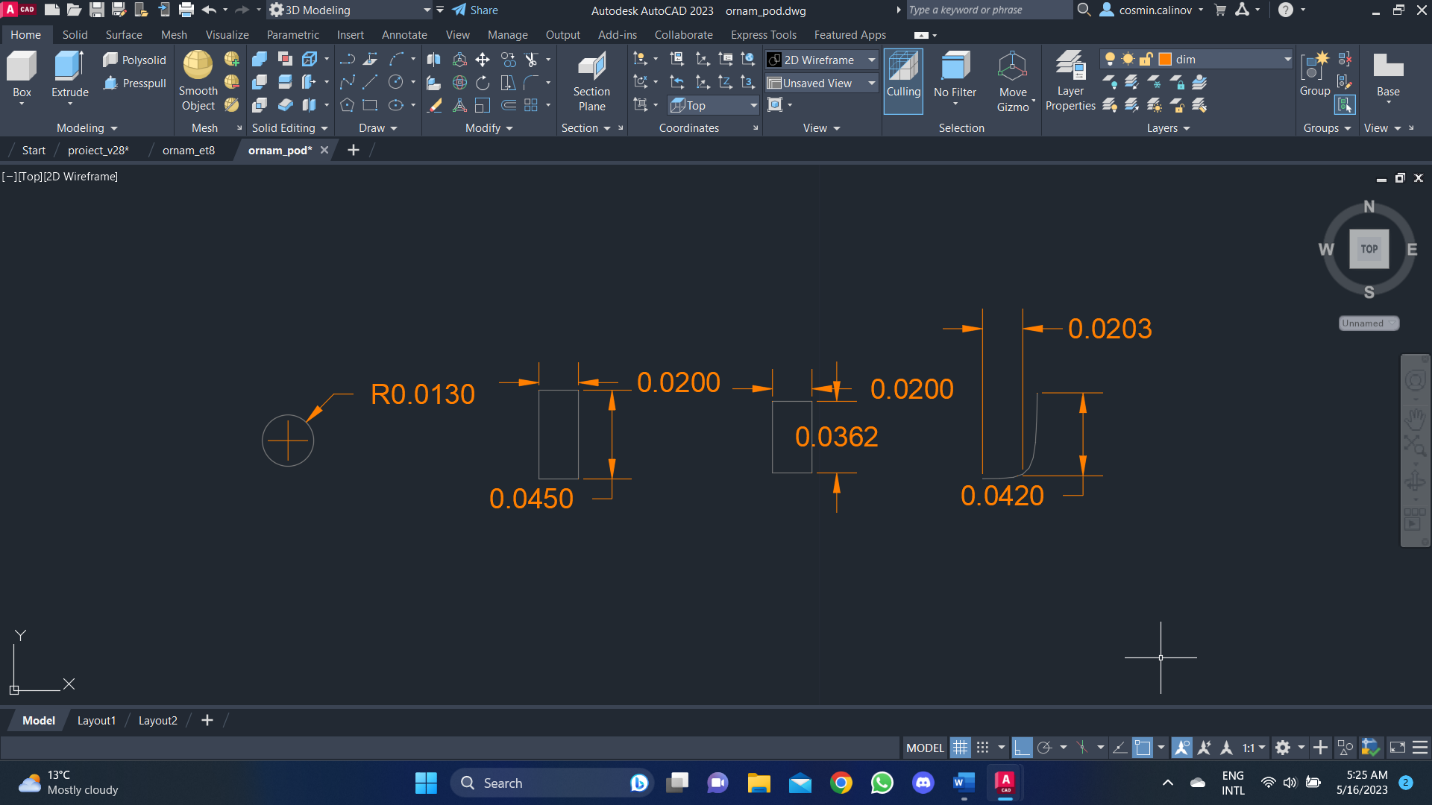 A CAD
3D Modeling
Share
Autodesk AutoCAD 2023 ornam_pod.dwg
Type a keyword or phrase
cosmin.calinov
Home Solid Surface Mesh Visualize Parametric Insert Annotate View Manage Output Add-ins Collaborate Express Tools Featured Apps
Box
Extrude
Polysolid
Presspull
Smooth
Object
Section
Plane
Top
2D Wireframe
Unsaved View
Culling
No Filter
Move
Gizmo
Layer
Properties
dim
Group
Base
Modeling Mesh Solid Editing Draw Modify Section Coordinates View Selection Layers Groups View
Start proiect_v28* ornam_et8 ornam_pod*
[−][Top][2D Wireframe]
N
W TOP E
S
Unnamed
0.0203
R0.0130
0.0200
0.0200
0.0362
0.0450
0.0420
Y
X
Model Layout1 Layout2
MODEL
1:1
13°C
Mostly cloudy
Search
W
A CAD
ENG
INTL
5:25 AM
5/16/2023
2